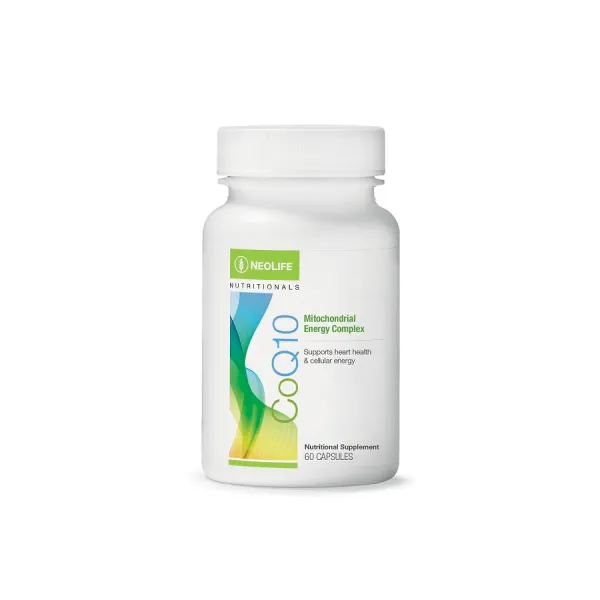 NEOLIFE
NUTRITIONALS
CoQ10
Mitochondrial
Energy Complex
Supports heart health
& cellular energy
Nutritional Supplement
60 CAPSULES